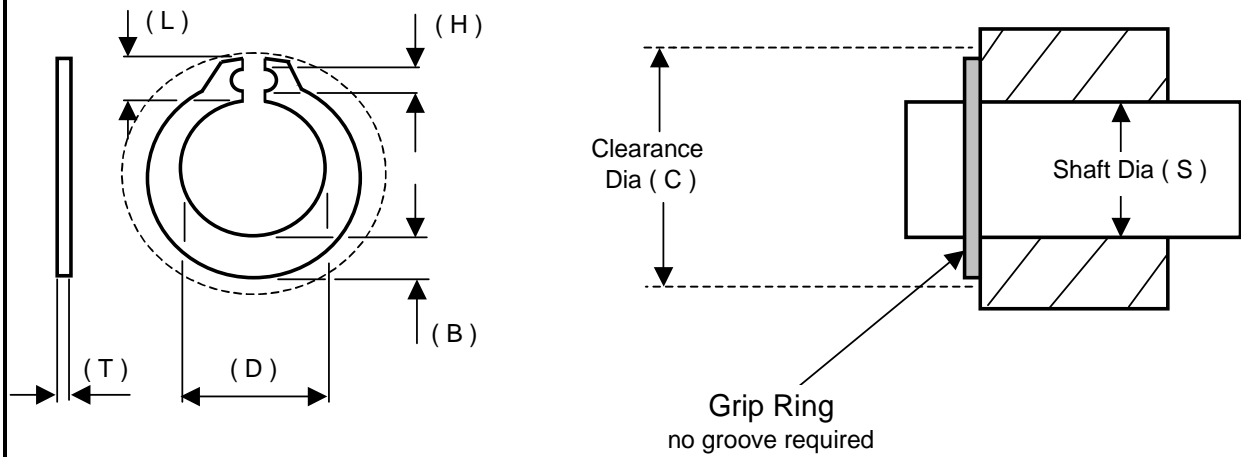 ( L )
( H )
( B )
( T )
( D )
Clearance
Dia ( C )
Shaft Dia ( S )
Grip Ring
no groove required